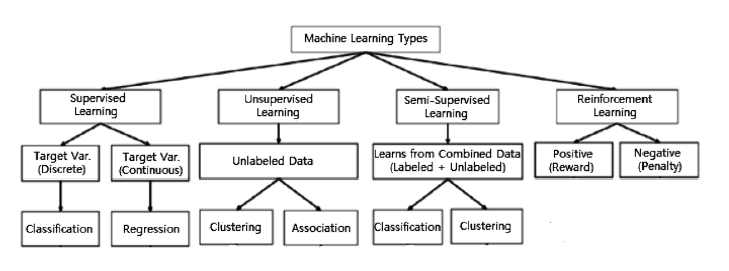 Machine Learning Types
Supervised
Learning
Unsupervised
Learning
Semi-Supervised
Learning
Reinforcement
Learning
Target Var.
(Discrete)
Target Var.
(Continuous)
Unlabeled Data
Learns from Combined Data
(Labeled + Unlabeled)
Positive
(Reward)
Negative
(Penalty)
Classification
Regression
Clustering
Association
Classification
Clustering